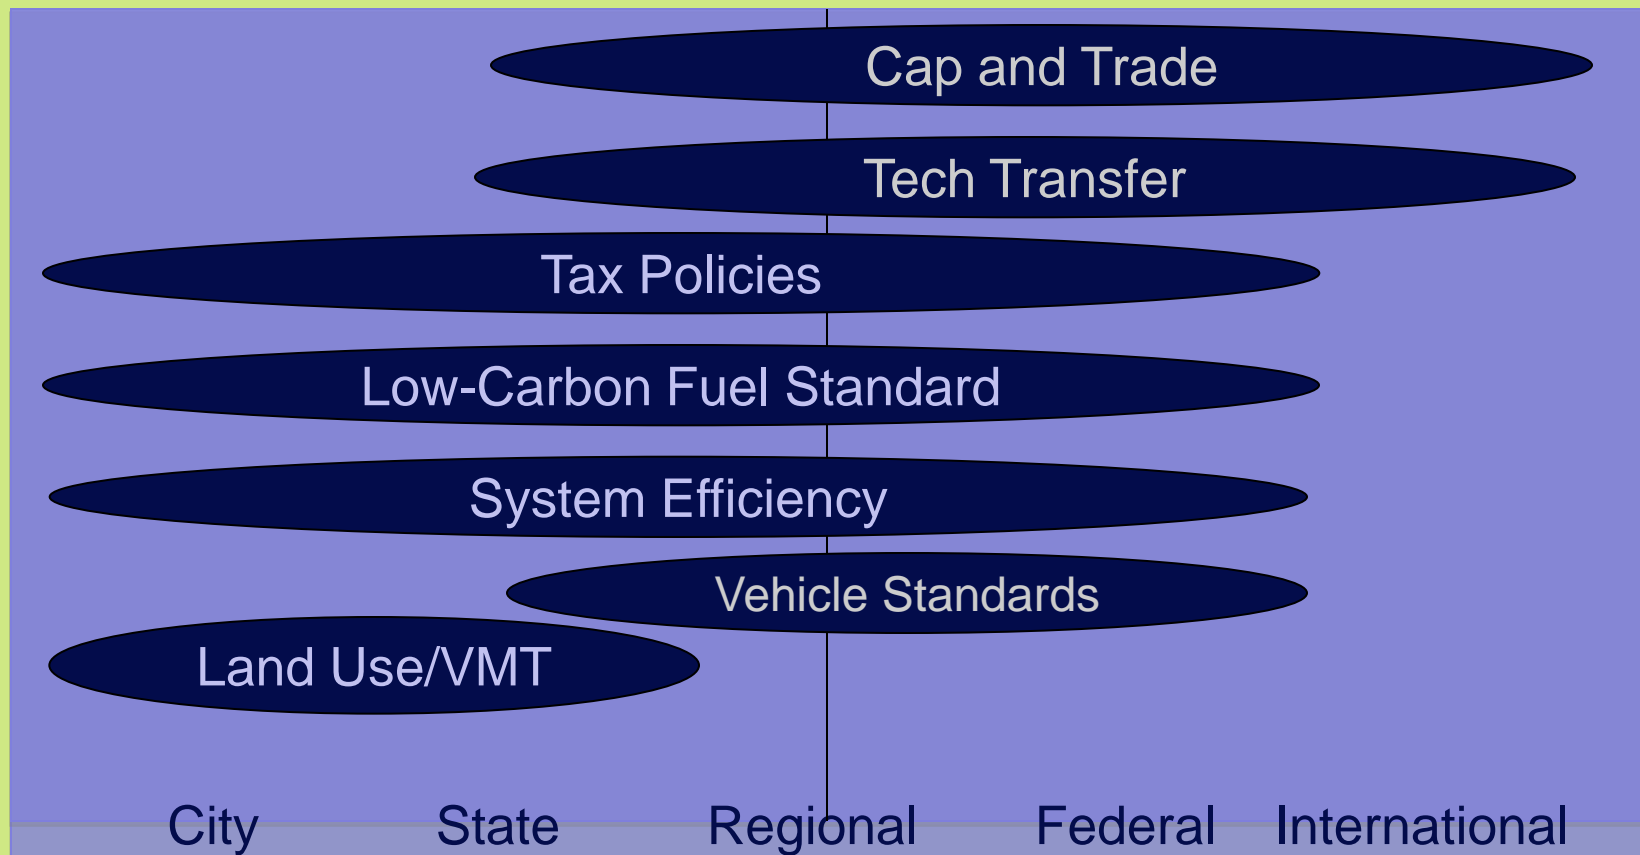 Cap and Trade
Tech Transfer
Tax Policies
Low-Carbon Fuel Standard
System Efficiency
Vehicle Standards
Land Use/VMT
City State Regional Federal International